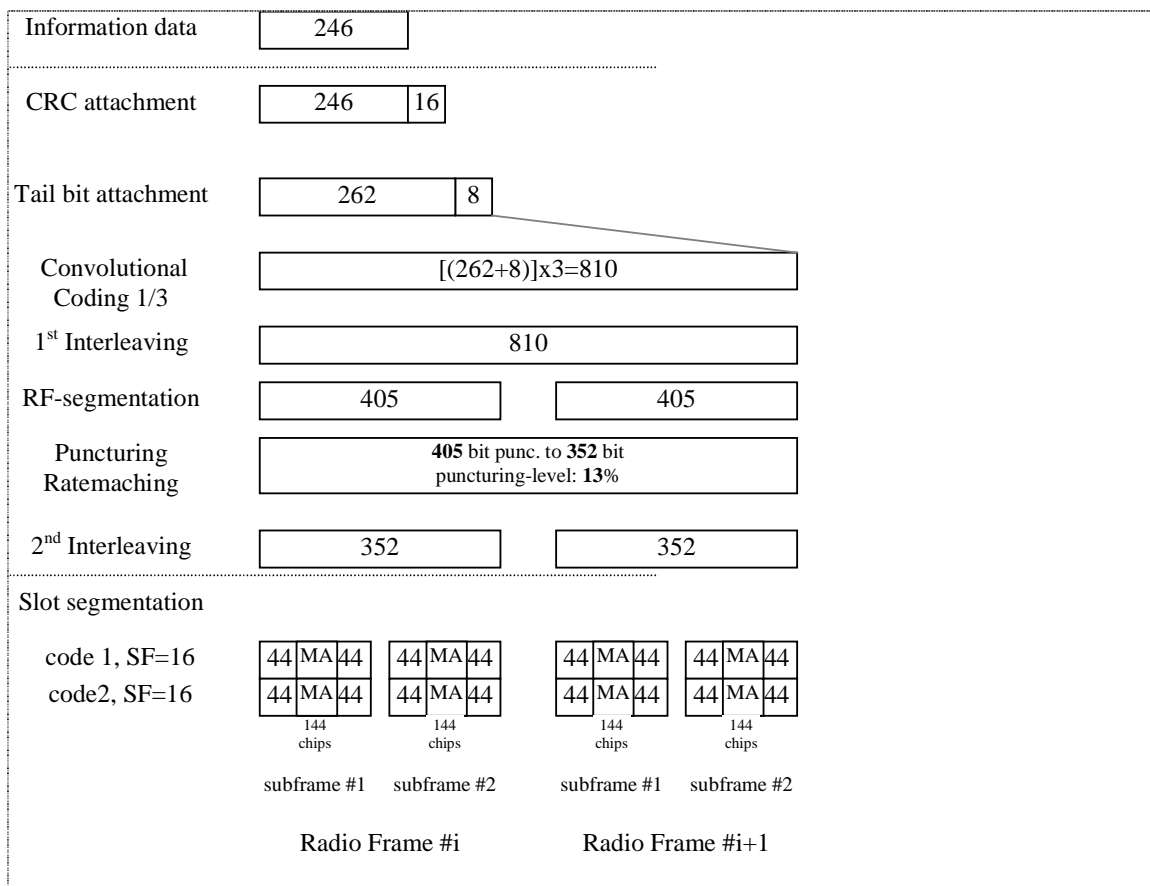 Information data 246
CRC attachment 246 16
Tail bit attachment 262 8
Convolutional [(262+8)]x3=810
Coding 1/3
1st Interleaving 810
RF-segmentation 405 405
Puncturing 405 bit punc. to 352 bit
Ratemaching puncturing-level: 13%
2nd Interleaving 352 352
Slot segmentation
code 1, SF=16 44 MA 44 44 MA 44 44 MA 44 44 MA 44
code2, SF=16 44 MA 44 44 MA 44 44 MA 44 44 MA 44
144 144 144 144
chips chips chips chips
subframe #1 subframe #2 subframe #1 subframe #2
Radio Frame #i Radio Frame #i+1